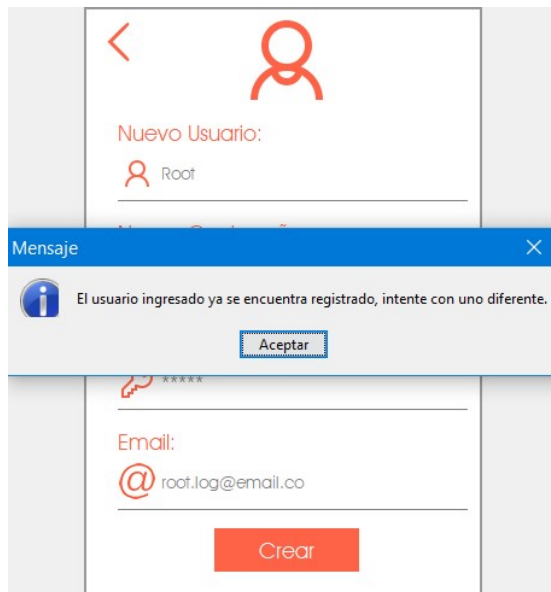 Nuevo Usuario:
Root
Mensaje
El usuario ingresado ya se encuentra registrado, intente con uno diferente.
Aceptar
*****
Email:
@ root.log@email.co
Crear